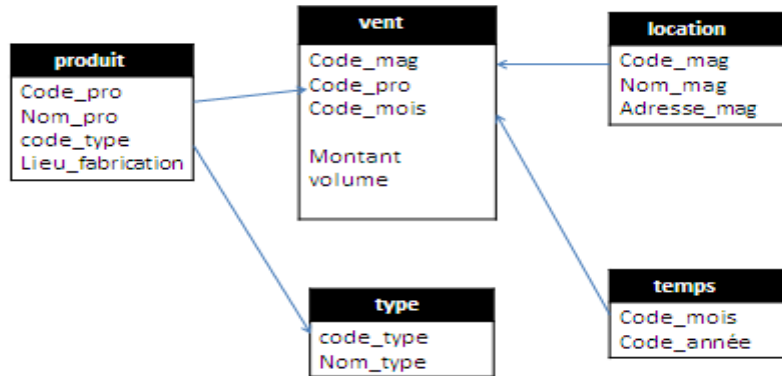 produit
Code_pro
Nom_pro
code_type
Lieu_fabrication
vent
Code_mag
Code_pro
Code_mois
Montant
volume
location
Code_mag
Nom_mag
Adresse_mag
type
code_type
Nom_type
temps
Code_mois
Code_année